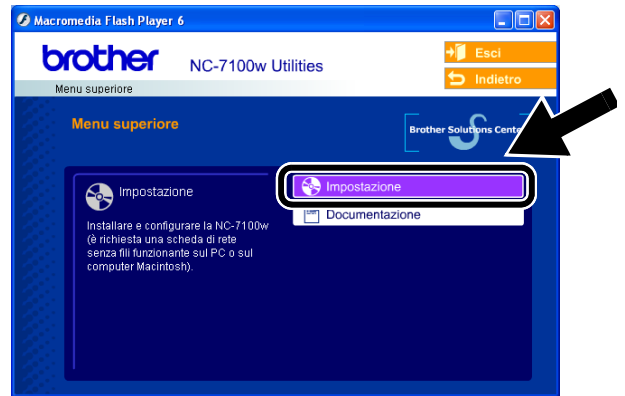 Macromedia Flash Player 6
brother
NC-7100w Utilities
Esci
Indietro
Menu superiore
Menu superiore
Brother Solutions
Impostazione
Installare e configurare la NC-7100w
(è richiesta una scheda di rete
senza fili funzionante sul PC o sul
computer Macintosh).
Impostazione
Documentazione